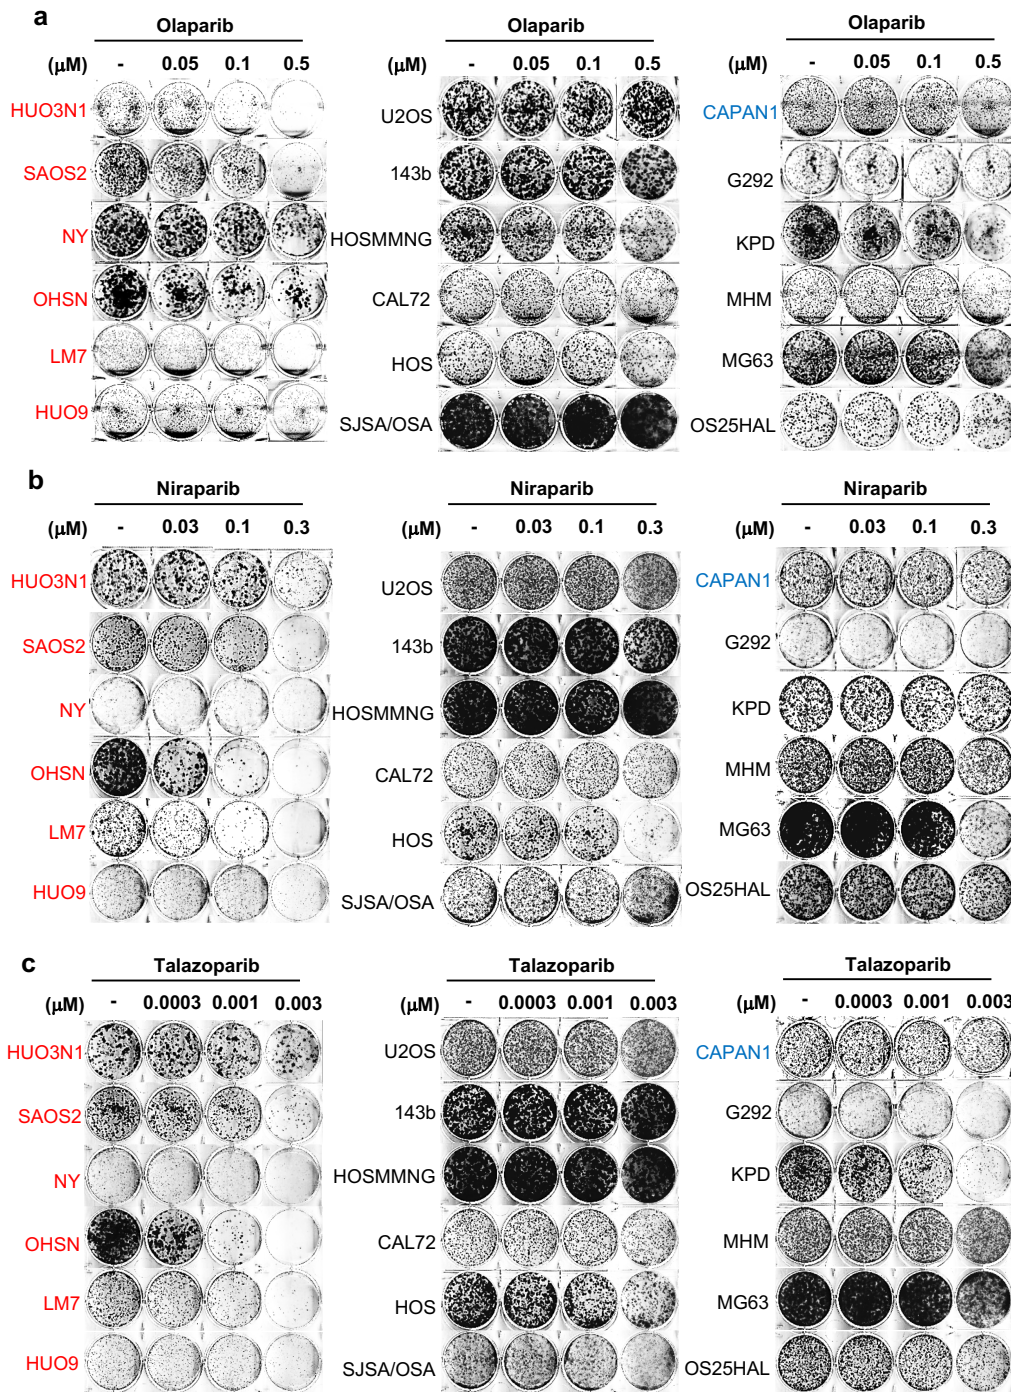 a
Olaparib Olaparib Olaparib
(μM) - 0.05 0.1 0.5 (μM) - 0.05 0.1 0.5 (μM) - 0.05 0.1 0.5
HUO3N1 U2OS CAPAN1
SAOS2 143b G292
NY HOSMMNG KPD
OHSN CAL72 MHM
LM7 HOS MG63
HUO9 SJSA/OSA OS25HAL
b
Niraparib Niraparib Niraparib
(μM) - 0.03 0.1 0.3 (μM) - 0.03 0.1 0.3 (μM) - 0.03 0.1 0.3
HUO3N1 U2OS CAPAN1
SAOS2 143b G292
NY HOSMMNG KPD
OHSN CAL72 MHM
LM7 HOS MG63
HUO9 SJSA/OSA OS25HAL
c
Talazoparib Talazoparib Talazoparib
(μM) - 0.0003 0.001 0.003 (μM) - 0.0003 0.001 0.003 (μM) - 0.0003 0.001 0.003
HUO3N1 U2OS CAPAN1
SAOS2 143b G292
NY HOSMMNG KPD
OHSN CAL72 MHM
LM7 HOS MG63
HUO9 SJSA/OSA OS25HAL